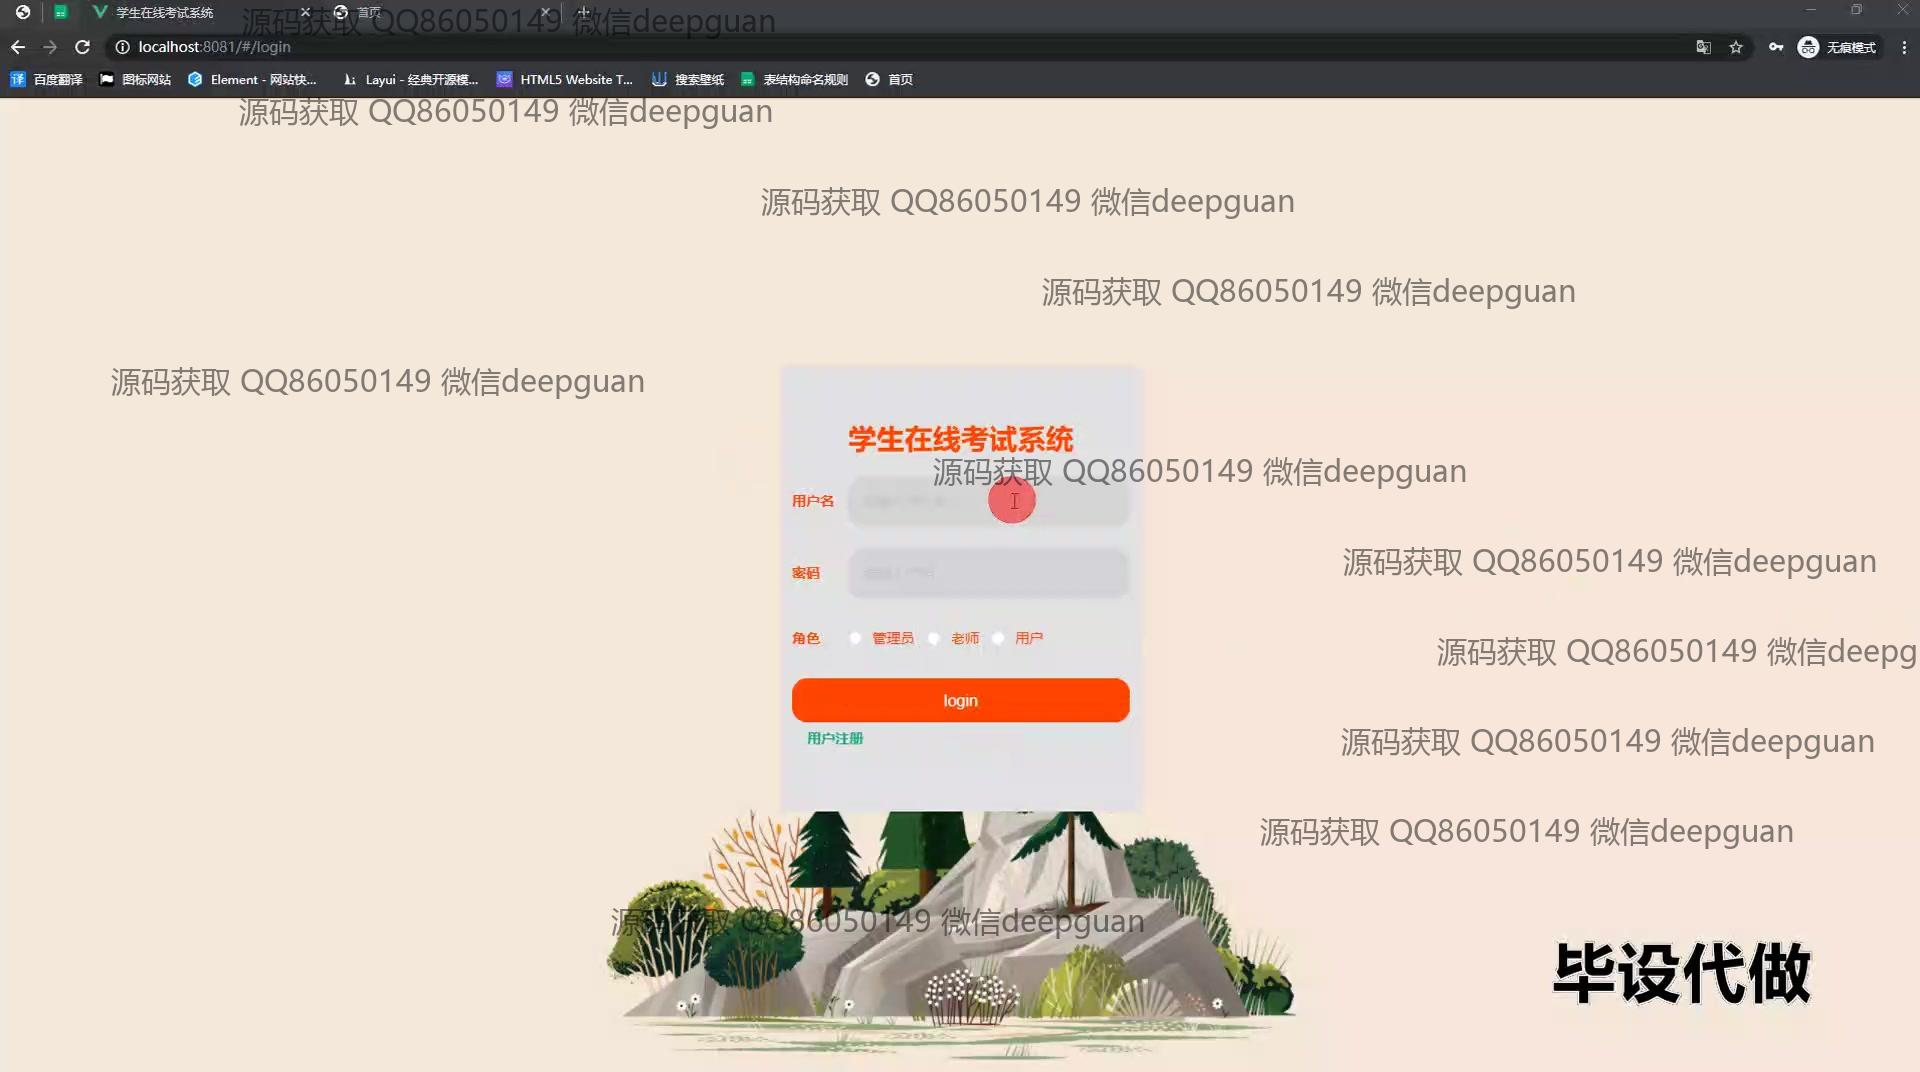 学生在线考试系统
首页
源码获取 QQ86050149 微信deepguan
localhost:8081/#/login
无痕模式
百度翻译
图标网站
Element - 网站快...
Layui - 经典开源模...
HTML5 Website T...
搜索壁纸
表结构命名规则
首页
源码获取 QQ86050149 微信deepguan
源码获取 QQ86050149 微信deepguan
源码获取 QQ86050149 微信deepguan
源码获取 QQ86050149 微信deepguan
学生在线考试系统
源码获取 QQ86050149 微信deepguan
用户名
源码获取 QQ86050149 微信deepguan
密码
角色 管理员 老师 用户
源码获取 QQ86050149 微信deepg
login
用户注册
源码获取 QQ86050149 微信deepguan
源码获取 QQ86050149 微信deepguan
源码获取 QQ86050149 微信deepguan
毕设代做